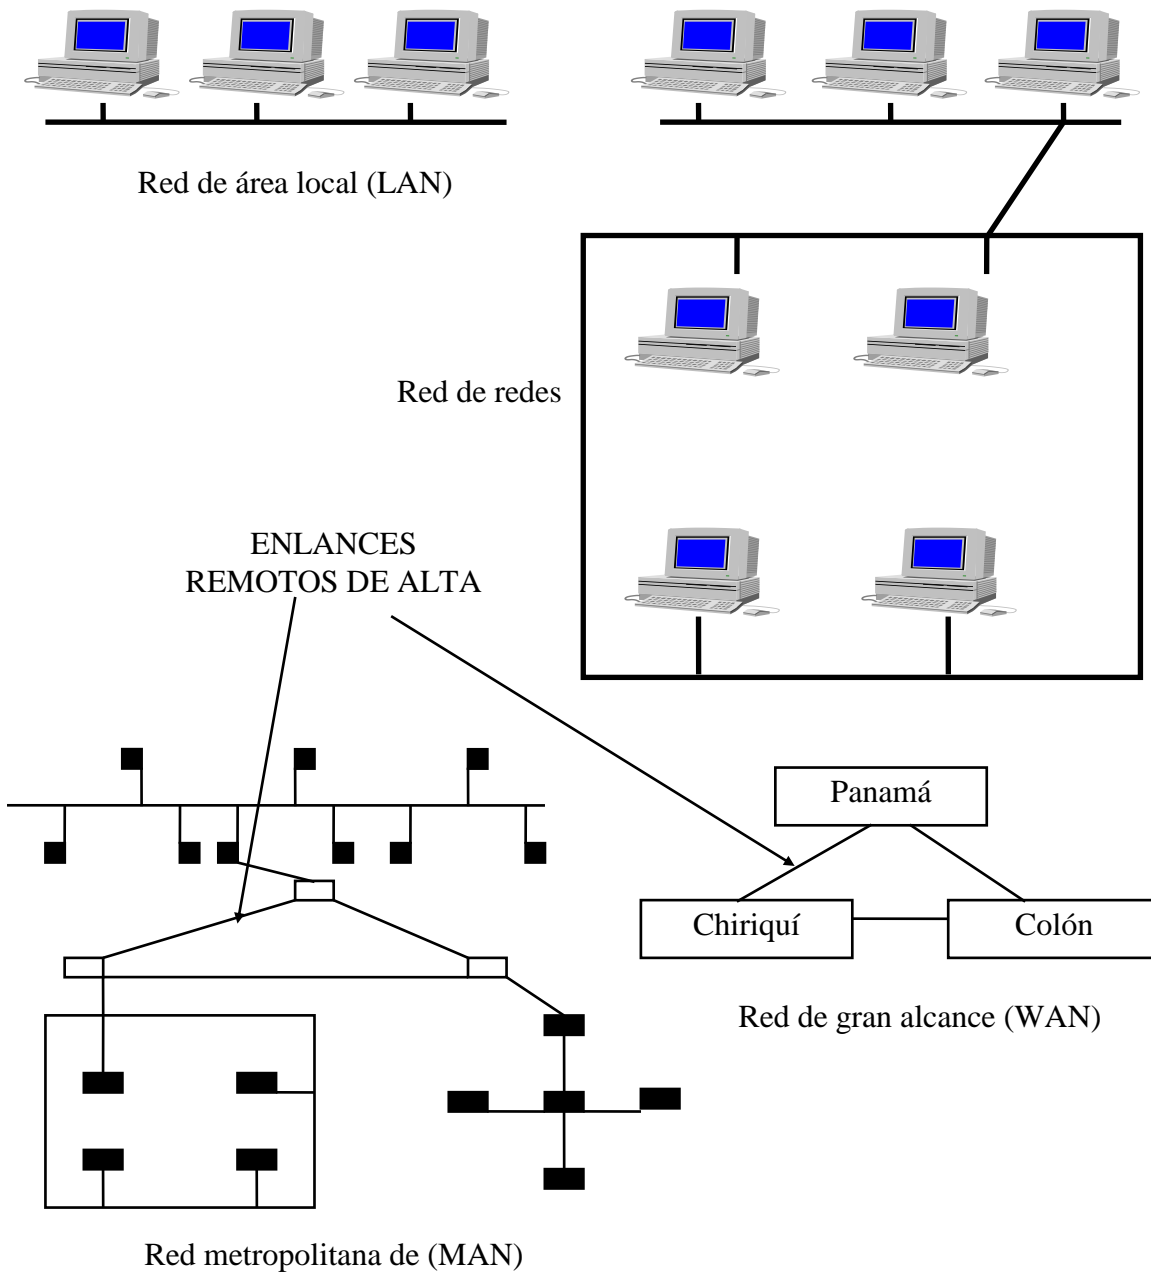 Red de área local (LAN)
Red de redes
ENLANCES
REMOTOS DE ALTA
Panamá
Chiriquí
Colón
Red de gran alcance (WAN)
Red metropolitana de (MAN)